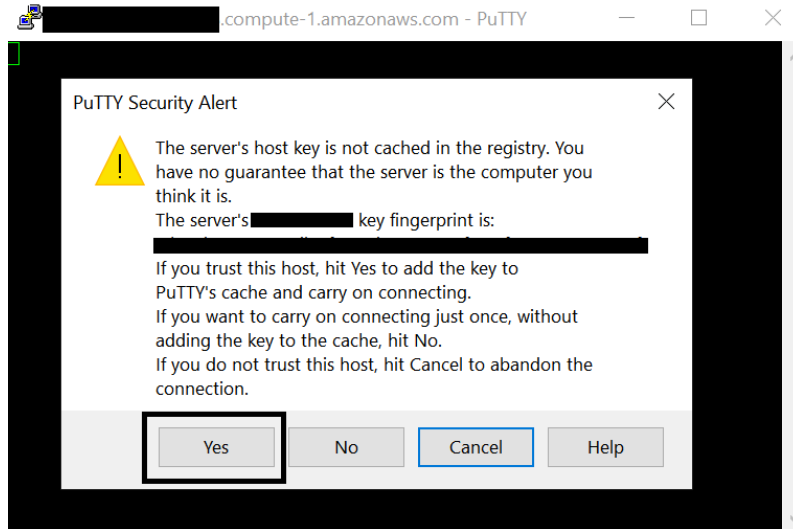 .compute-1.amazonaws.com - PuTTY
PuTTY Security Alert
The server's host key is not cached in the registry. You
have no guarantee that the server is the computer you
think it is.
The server's key fingerprint is:
If you trust this host, hit Yes to add the key to
PuTTY's cache and carry on connecting.
If you want to carry on connecting just once, without
adding the key to the cache, hit No.
If you do not trust this host, hit Cancel to abandon the
connection.
Yes No Cancel Help